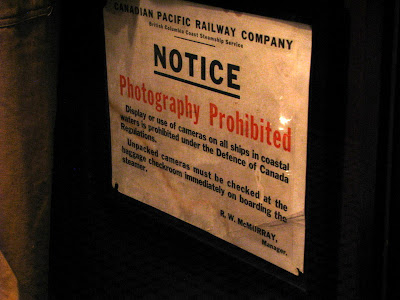 CANADIAN PACIFIC RAILWAY COMPANY
British Columbia Coast Steamship Service
NOTICE
Photography Prohibited
Display or use of cameras on all ships in coastal
waters is prohibited under the Defence of Canada
Regulations.
Unpacked cameras must be checked at the
baggage checkroom immediately on boarding the
steamer.
R. W. McMURRAY,
Manager.